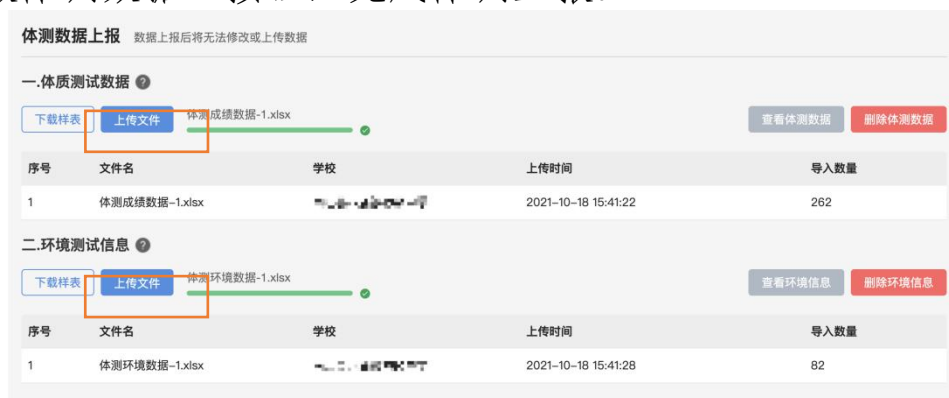 体测数据上报 数据上报后将无法修改或上传数据
一.体质测试数据 ?
下载样表 上传文件 体测成绩数据-1.xlsx 查看体测数据 删除体测数据
序号 文件名 学校 上传时间 导入数量
1 体测成绩数据-1.xlsx 2021-10-18 15:41:22 262
二.环境测试信息 ?
下载样表 上传文件 体测环境数据-1.xlsx 查看环境信息 删除环境信息
序号 文件名 学校 上传时间 导入数量
1 体测环境数据-1.xlsx 2021-10-18 15:41:28 82